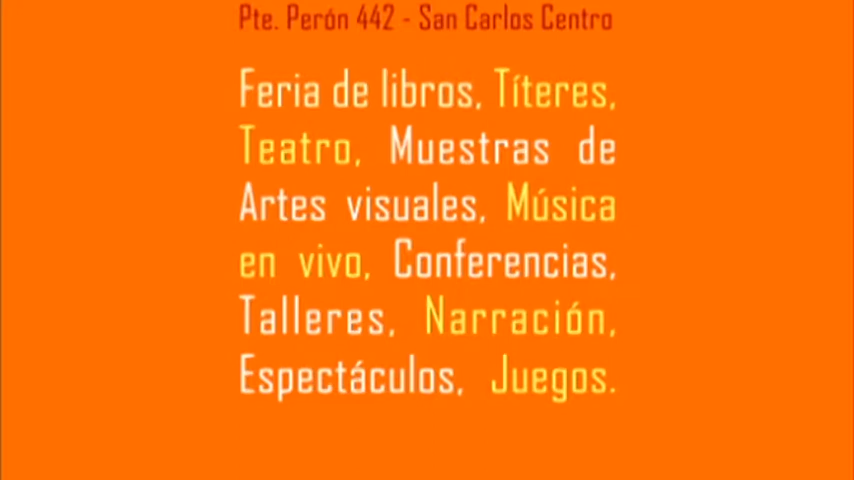 Pte. Perón 442 - San Carlos Centro
Feria de libros, Títeres,
Teatro, Muestras de
Artes visuales, Música
en vivo, Conferencias,
Talleres, Narración,
Espectáculos, Juegos.